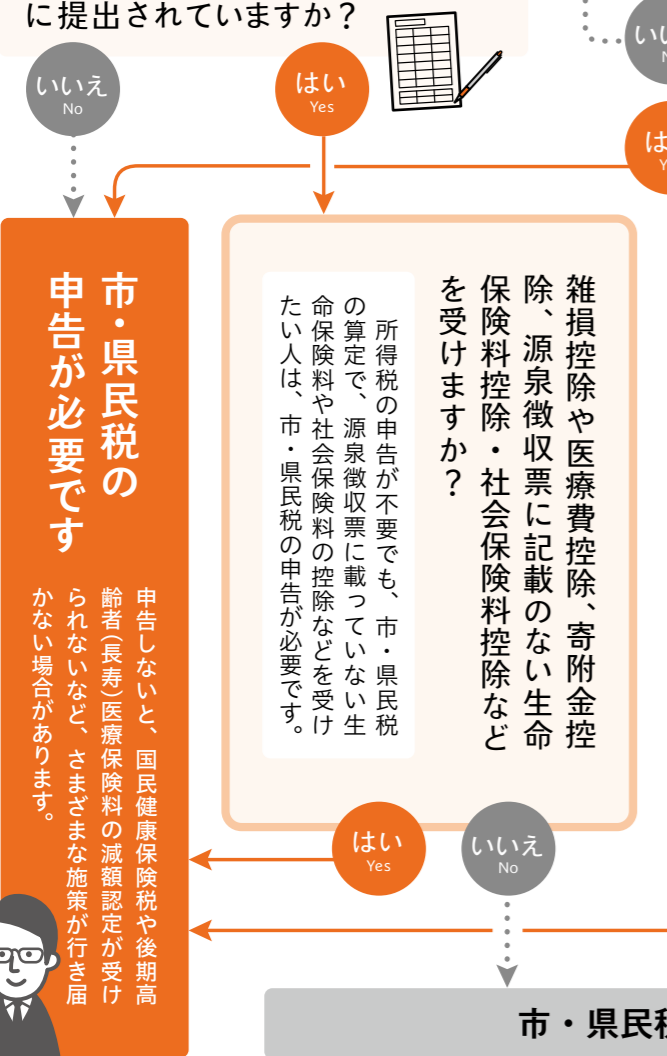 に提出されていますか？
いいえ
No
はい
Yes
雑損控除や医療費控除、寄附金控
除、源泉徴収票に記載のない生命
保険料控除・社会保険料控除など
を受けますか？
所得税の申告が不要でも、市・県民税
の算定で、源泉徴収票に載っていない生
命保険料や社会保険料の控除などを受け
たい人は、市・県民税の申告が必要です。
市・県民税の
申告が必要です
申告しないと、国民健康保険税や後期高
齢者（長寿）医療保険料の減額認定が受け
られないなど、さまざまな施策が行き届
かない場合があります。
はい
Yes
いいえ
No
市・県民税